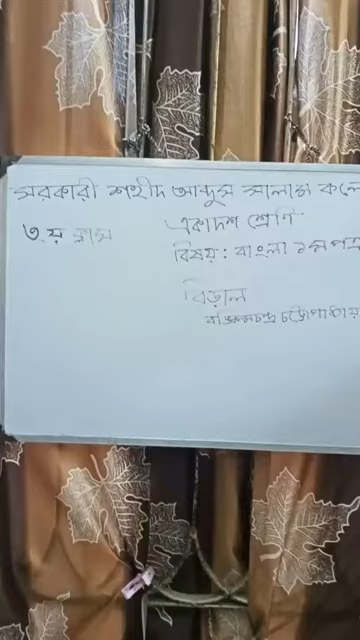 সরকারী শহীদ আব্দুস সালাম কলে
একাদশ শ্রেণি
৩য় ক্লাস
বিষয়: বাংলা ১ম পত্র
বিড়াল
বঙ্কিমচন্দ্র চট্টোপাধ্যায়